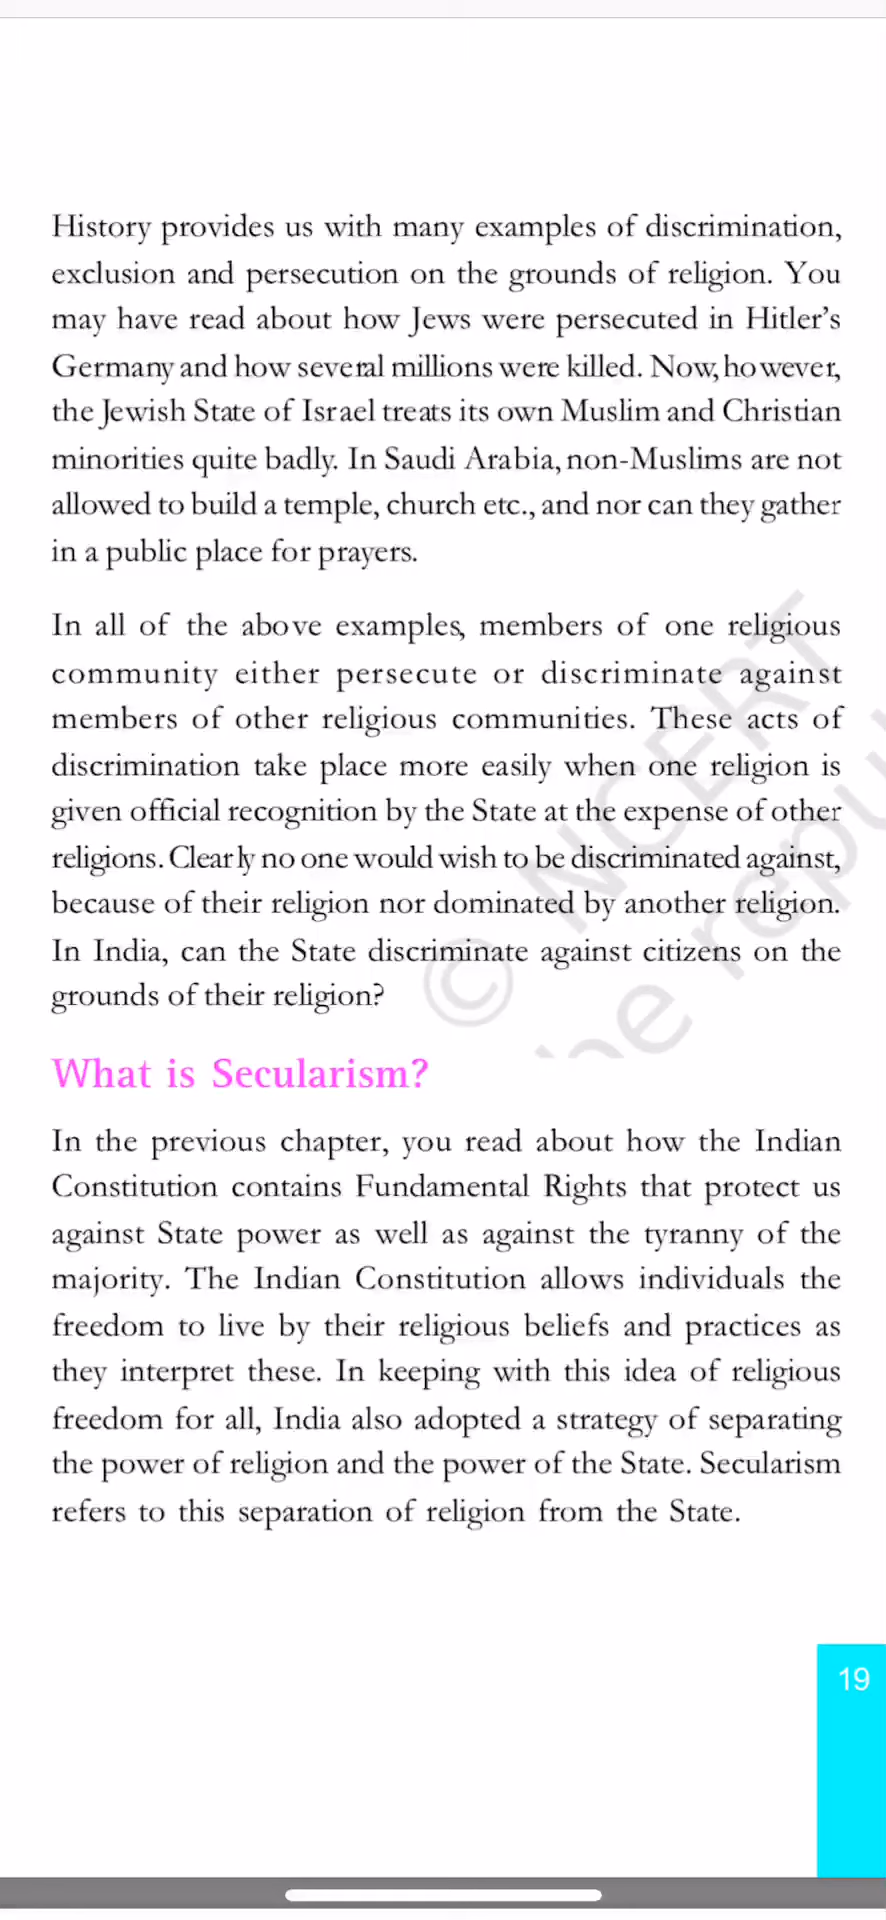 History provides us with many examples of discrimination,
exclusion and persecution on the grounds of religion. You
may have read about how Jews were persecuted in Hitler’s
Germany and how several millions were killed. Now, however,
the Jewish State of Israel treats its own Muslim and Christian
minorities quite badly. In Saudi Arabia, non-Muslims are not
allowed to build a temple, church etc., and nor can they gather
in a public place for prayers.
In all of the above examples, members of one religious
community either persecute or discriminate against
members of other religious communities. These acts of
discrimination take place more easily when one religion is
given official recognition by the State at the expense of other
religions. Clearly no one would wish to be discriminated against,
because of their religion nor dominated by another religion.
In India, can the State discriminate against citizens on the
grounds of their religion?
© NCERT
be repu
What is Secularism?
In the previous chapter, you read about how the Indian
Constitution contains Fundamental Rights that protect us
against State power as well as against the tyranny of the
majority. The Indian Constitution allows individuals the
freedom to live by their religious beliefs and practices as
they interpret these. In keeping with this idea of religious
freedom for all, India also adopted a strategy of separating
the power of religion and the power of the State. Secularism
refers to this separation of religion from the State.
19